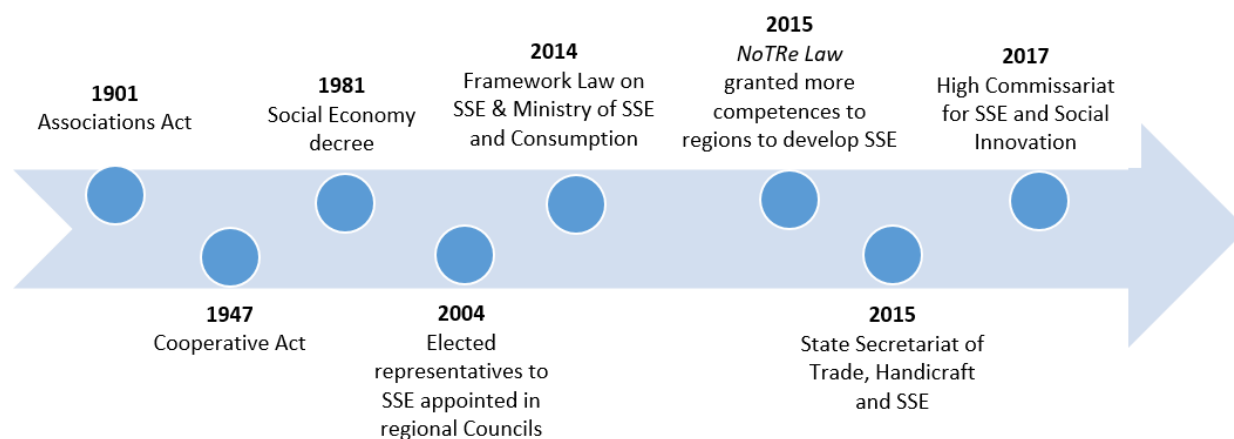 1901
Associations Act
1981
Social Economy
decree
2014
Framework Law on
SSE & Ministry of SSE
and Consumption
2015
NoTRe Law
granted more
competences to
regions to develop SSE
2017
High Commissariat
for SSE and Social
Innovation
1947
Cooperative Act
2004
Elected
representatives to
SSE appointed in
regional Councils
2015
State Secretariat of
Trade, Handicraft
and SSE